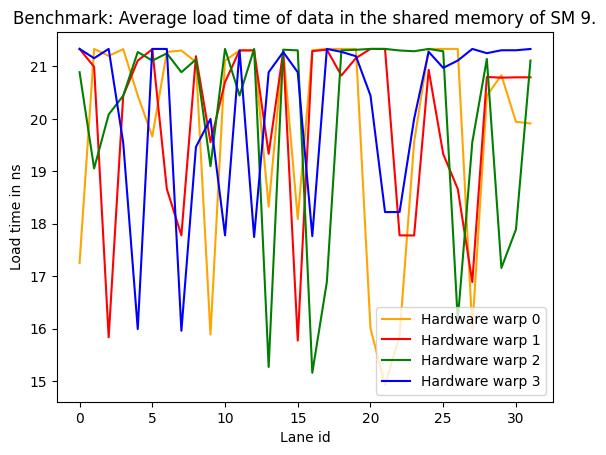 Benchmark: Average load time of data in the shared memory of SM 9.
21
20
19
18
17
16
15
Load time in ns
0
5
10
15
20
25
30
Lane id
Hardware warp 0
Hardware warp 1
Hardware warp 2
Hardware warp 3